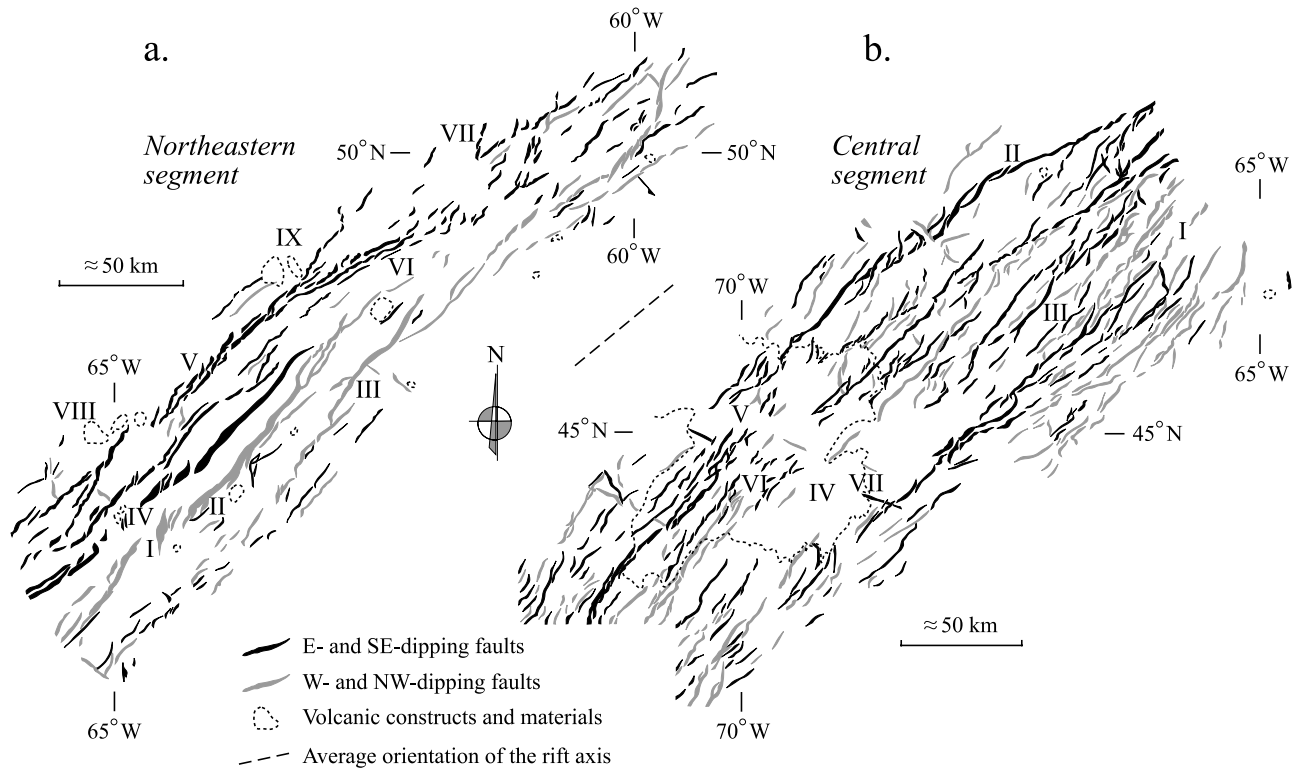 60°W
a.
b.
VII
50°N
50°N
Northeastern
segment
Central
segment
II
65°W
IX
I
60°W
≈ 50 km
VI
70°W
III
V
65°W
N
III
65°W
VIII
V
45°N
45°N
VI
IV
VII
IV
II
I
≈ 50 km
E- and SE-dipping faults
W- and NW-dipping faults
Volcanic constructs and materials
Average orientation of the rift axis
65°W
70°W